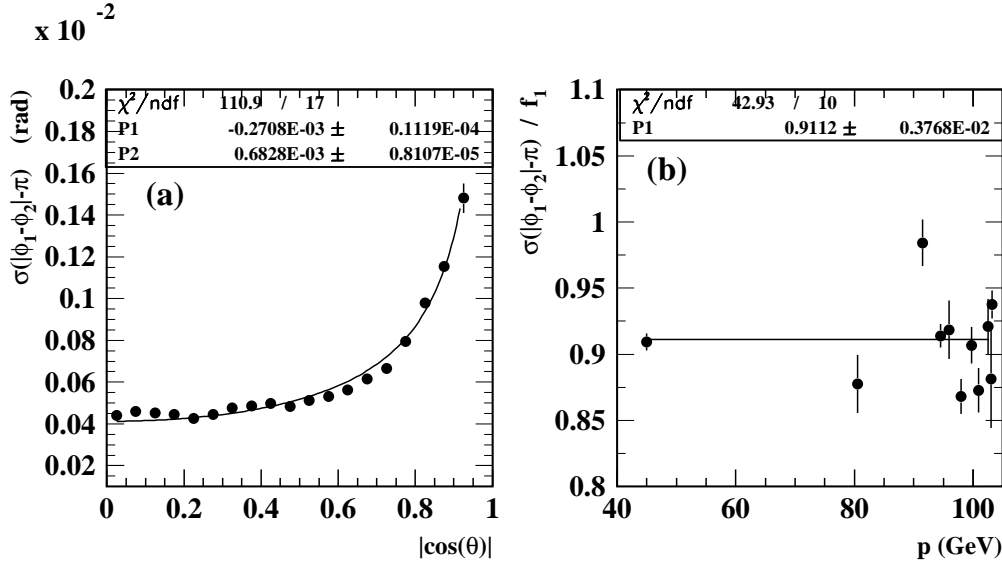 x 10 -2
σ(|ϕ1-ϕ2|-π) (rad)
0.2
0.18
0.16
0.14
0.12
0.1
0.08
0.06
0.04
0.02
χ²/ndf 110.9 / 17
P1 -0.2708E-03 ± 0.1119E-04
P2 0.6828E-03 ± 0.8107E-05
(a)
0 0.2 0.4 0.6 0.8 1
|cos(θ)|
σ(|ϕ1-ϕ2|-π) / f1
1.1
1.05
1
0.95
0.9
0.85
0.8
χ²/ndf 42.93 / 10
P1 0.9112 ± 0.3768E-02
(b)
40 60 80 100
p (GeV)